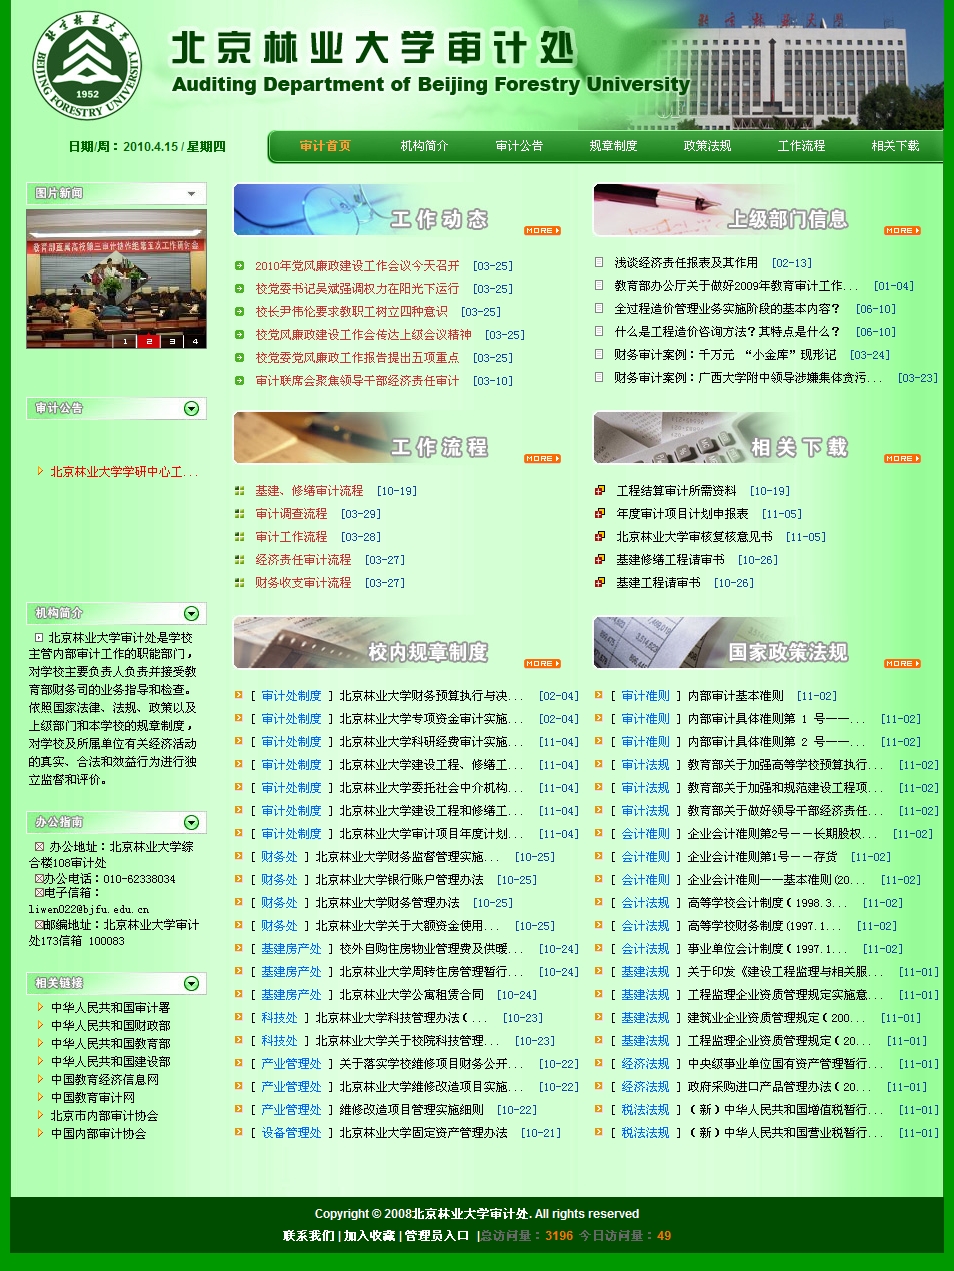 北京林业大学
BEIJING FORESTRY UNIVERSITY
1952
北京林业大学审计处
Auditing Department of Beijing Forestry University
日期/周：2010.4.15 / 星期四
审计首页 机构简介 审计公告 规章制度 政策法规 工作流程 相关下载
图片新闻
1 2 3 4
审计公告
北京林业大学学研中心工...
机构简介
北京林业大学审计处是学校
主管内部审计工作的职能部门，
对学校主要负责人负责并接受教
育部财务司的业务指导和检查。
依照国家法律、法规、政策以及
上级部门和本学校的规章制度，
对学校及所属单位有关经济活动
的真实、合法和效益行为进行独
立监督和评价。
办公指南
办公地址：北京林业大学综
合楼108审计处
办公电话：010-62338034
电子信箱：
liwen022@bjfu.edu.cn
邮编地址：北京林业大学审计
处173信箱 100083
相关链接
中华人民共和国审计署
中华人民共和国财政部
中华人民共和国教育部
中华人民共和国建设部
中国教育经济信息网
中国教育审计网
北京市内部审计协会
中国内部审计协会
工作动态
MORE
2010年党风廉政建设工作会议今天召开 [03-25]
校党委书记吴斌强调权力在阳光下运行 [03-25]
校长尹伟伦要求教职工树立四种意识 [03-25]
校党风廉政建设工作会传达上级会议精神 [03-25]
校党委党风廉政工作报告提出五项重点 [03-25]
审计联席会聚焦领导干部经济责任审计 [03-10]
上级部门信息
MORE
浅谈经济责任报表及其作用 [02-13]
教育部办公厅关于做好2009年教育审计工作... [01-04]
全过程造价管理业务实施阶段的基本内容？ [06-10]
什么是工程造价咨询方法？其特点是什么？ [06-10]
财务审计案例：千万元 “小金库”现形记 [03-24]
财务审计案例：广西大学附中领导涉嫌集体贪污... [03-23]
工作流程
MORE
基建、修缮审计流程 [10-19]
审计调查流程 [03-29]
审计工作流程 [03-28]
经济责任审计流程 [03-27]
财务收支审计流程 [03-27]
相关下载
MORE
工程结算审计所需资料 [10-19]
年度审计项目计划申报表 [11-05]
北京林业大学审核复核意见书 [11-05]
基建修缮工程请审书 [10-26]
基建工程请审书 [10-26]
校内规章制度
MORE
[ 审计处制度 ] 北京林业大学财务预算执行与决... [02-04]
[ 审计处制度 ] 北京林业大学专项资金审计实施... [02-04]
[ 审计处制度 ] 北京林业大学科研经费审计实施... [11-04]
[ 审计处制度 ] 北京林业大学建设工程、修缮工... [11-04]
[ 审计处制度 ] 北京林业大学委托社会中介机构... [11-04]
[ 审计处制度 ] 北京林业大学建设工程和修缮工... [11-04]
[ 审计处制度 ] 北京林业大学审计项目年度计划... [11-04]
[ 财务处 ] 北京林业大学财务监督管理实施... [10-25]
[ 财务处 ] 北京林业大学银行账户管理办法 [10-25]
[ 财务处 ] 北京林业大学财务管理办法 [10-25]
[ 财务处 ] 北京林业大学关于大额资金使用... [10-25]
[ 基建房产处 ] 校外自购住房物业管理费及供暖... [10-24]
[ 基建房产处 ] 北京林业大学周转住房管理暂行... [10-24]
[ 基建房产处 ] 北京林业大学公寓租赁合同 [10-24]
[ 科技处 ] 北京林业大学科技管理办法（... [10-23]
[ 科技处 ] 北京林业大学关于校院科技管理... [10-23]
[ 产业管理处 ] 关于落实学校维修项目财务公开... [10-22]
[ 产业管理处 ] 北京林业大学维修改造项目实施... [10-22]
[ 产业管理处 ] 维修改造项目管理实施细则 [10-22]
[ 设备管理处 ] 北京林业大学固定资产管理办法 [10-21]
国家政策法规
MORE
[ 审计准则 ] 内部审计基本准则 [11-02]
[ 审计准则 ] 内部审计具体准则第 1 号——... [11-02]
[ 审计准则 ] 内部审计具体准则第 2 号——... [11-02]
[ 审计法规 ] 教育部关于加强高等学校预算执行... [11-02]
[ 审计法规 ] 教育部关于加强和规范建设工程项... [11-02]
[ 审计法规 ] 教育部关于做好领导干部经济责任... [11-02]
[ 会计准则 ] 企业会计准则第2号－－长期股权... [11-02]
[ 会计准则 ] 企业会计准则第1号－－存货 [11-02]
[ 会计准则 ] 企业会计准则——基本准则(20... [11-02]
[ 会计法规 ] 高等学校会计制度（1998.3... [11-02]
[ 会计法规 ] 高等学校财务制度(1997.1... [11-02]
[ 会计法规 ] 事业单位会计制度（1997.1... [11-02]
[ 基建法规 ] 关于印发《建设工程监理与相关服... [11-01]
[ 基建法规 ] 工程监理企业资质管理规定实施意... [11-01]
[ 基建法规 ] 建筑业企业资质管理规定（200... [11-01]
[ 基建法规 ] 工程监理企业资质管理规定（20... [11-01]
[ 经济法规 ] 中央级事业单位国有资产管理暂行... [11-01]
[ 经济法规 ] 政府采购进口产品管理办法（20... [11-01]
[ 税法法规 ] （新）中华人民共和国增值税暂行... [11-01]
[ 税法法规 ] （新）中华人民共和国营业税暂行... [11-01]
Copyright © 2008北京林业大学审计处. All rights reserved
联系我们 | 加入收藏 | 管理员入口 |总访问量：3196 今日访问量：49